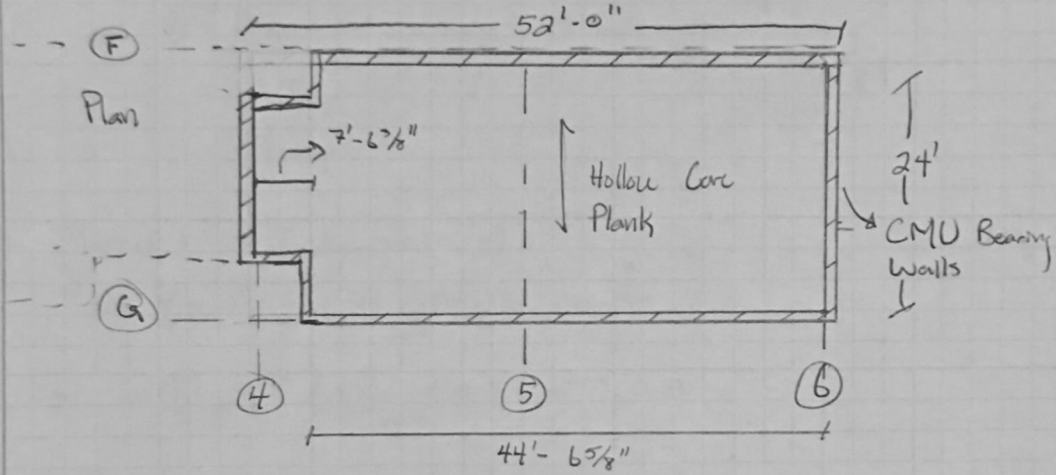 52'-0"
F
Plan
7'-6 3/8"
Hollow Core
Plank
24'
CMU Bearing
Walls
G
4
5
6
44'- 6 5/8"